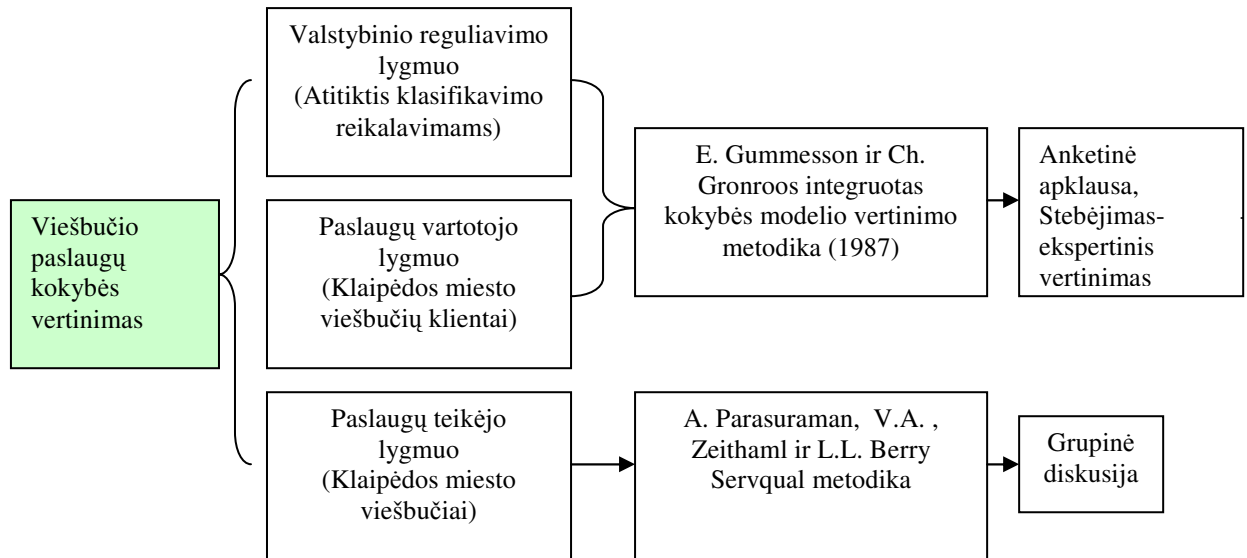 Viešbučio
paslaugų
kokybės
vertinimas
Valstybinio reguliavimo
lygmuo
(Atitiktis klasifikavimo
reikalavimams)
Paslaugų vartotojo
lygmuo
(Klaipėdos miesto
viešbučių klientai)
Paslaugų teikėjo
lygmuo
(Klaipėdos miesto
viešbučiai)
E. Gummesson ir Ch.
Gronroos integruotas
kokybės modelio vertinimo
metodika (1987)
A. Parasuraman, V.A. ,
Zeithaml ir L.L. Berry
Servqual metodika
Anketinė
apklausa,
Stebėjimas-
ekspertinis
vertinimas
Grupinė
diskusija